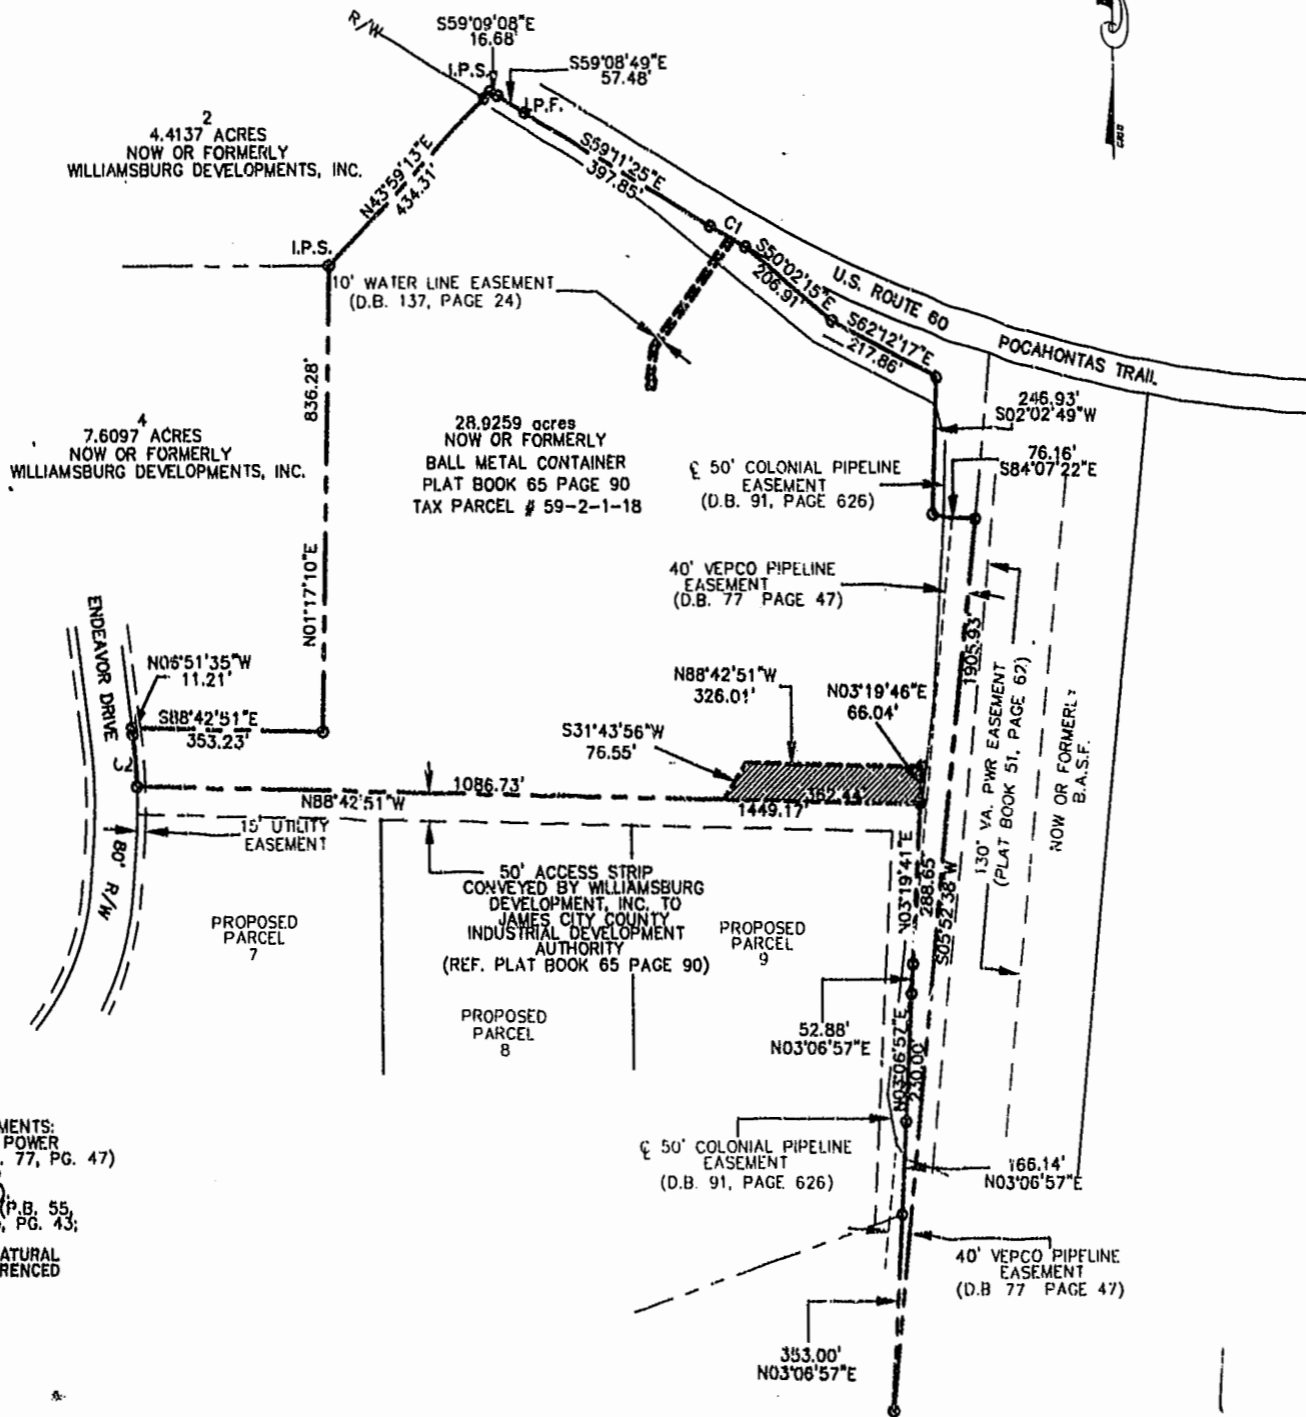 R/W
S59°09'08"E
16.68'
I.P.S.
S59°08'49"E
57.48'
I.P.F.
2
4.4137 ACRES
NOW OR FORMERLY
WILLIAMSBURG DEVELOPMENTS, INC.
N43°59'13"E
434.31'
S59°11'25"E
397.85'
C1
I.P.S.
10' WATER LINE EASEMENT
(D.B. 137, PAGE 24)
S50°02'15"E
206.91'
U.S. ROUTE 60
POCAHONTAS TRAIL
S62°12'17"E
217.86'
836.28'
N01°17'10"E
246.93'
S02°02'49"W
76.16'
S84°07'22"E
4
7.6097 ACRES
NOW OR FORMERLY
WILLIAMSBURG DEVELOPMENTS, INC.
28.9259 acres
NOW OR FORMERLY
BALL METAL CONTAINER
PLAT BOOK 65 PAGE 90
TAX PARCEL # 59-2-1-18
℄ 50' COLONIAL PIPELINE
EASEMENT
(D.B. 91, PAGE 626)
40' VEPCO PIPELINE
EASEMENT
(D.B. 77 PAGE 47)
1905.93'
S05°52'38"W
130' VA. PWR EASEMENT
(PLAT BOOK 51, PAGE 62)
NOW OR FORMERLY
B.A.S.F.
ENDEAVOR DRIVE
N06°51'35"W
11.21'
S88°42'51"E
353.23'
C2
N88°42'51"W
326.01'
N03°19'46"E
66.04'
S31°43'56"W
76.55'
1086.73'
N88°42'51"W
362.44'
1449.17'
15' UTILITY
EASEMENT
80' R/W
50' ACCESS STRIP
CONVEYED BY WILLIAMSBURG
DEVELOPMENT, INC. TO
JAMES CITY COUNTY
INDUSTRIAL DEVELOPMENT
AUTHORITY
(REF. PLAT BOOK 65 PAGE 90)
N03°19'41"E
288.65
PROPOSED
PARCEL
7
PROPOSED
PARCEL
8
PROPOSED
PARCEL
9
52.88'
N03°06'57"E
N03°06'57"E
230.00'
℄ 50' COLONIAL PIPELINE
EASEMENT
(D.B. 91, PAGE 626)
166.14'
N03°06'57"E
40' VEPCO PIPELINE
EASEMENT
(D.B 77 PAGE 47)
353.00'
N03°06'57"E
MENTS:
POWER
. 77, PG. 47)
(P.B. 55,
, PG. 43;
ATURAL
RENCED